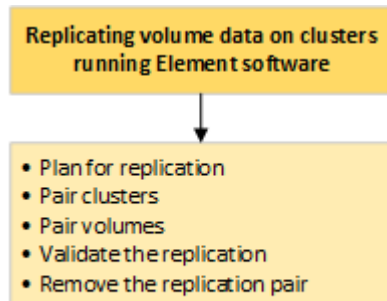 Replicating volume data on clusters
running Element software
• Plan for replication
• Pair clusters
• Pair volumes
• Validate the replication
• Remove the replication pair